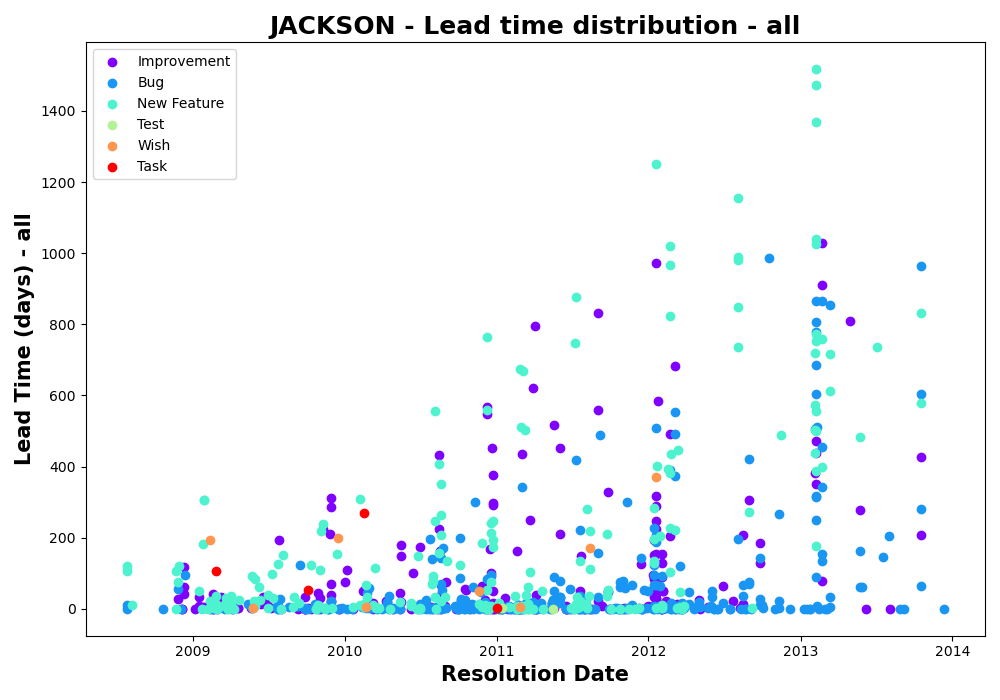 JACKSON - Lead time distribution - all
Improvement
Bug
New Feature
Test
Wish
Task
Lead Time (days) - all
1400
1200
1000
800
600
400
200
0
2009 2010 2011 2012 2013 2014
Resolution Date